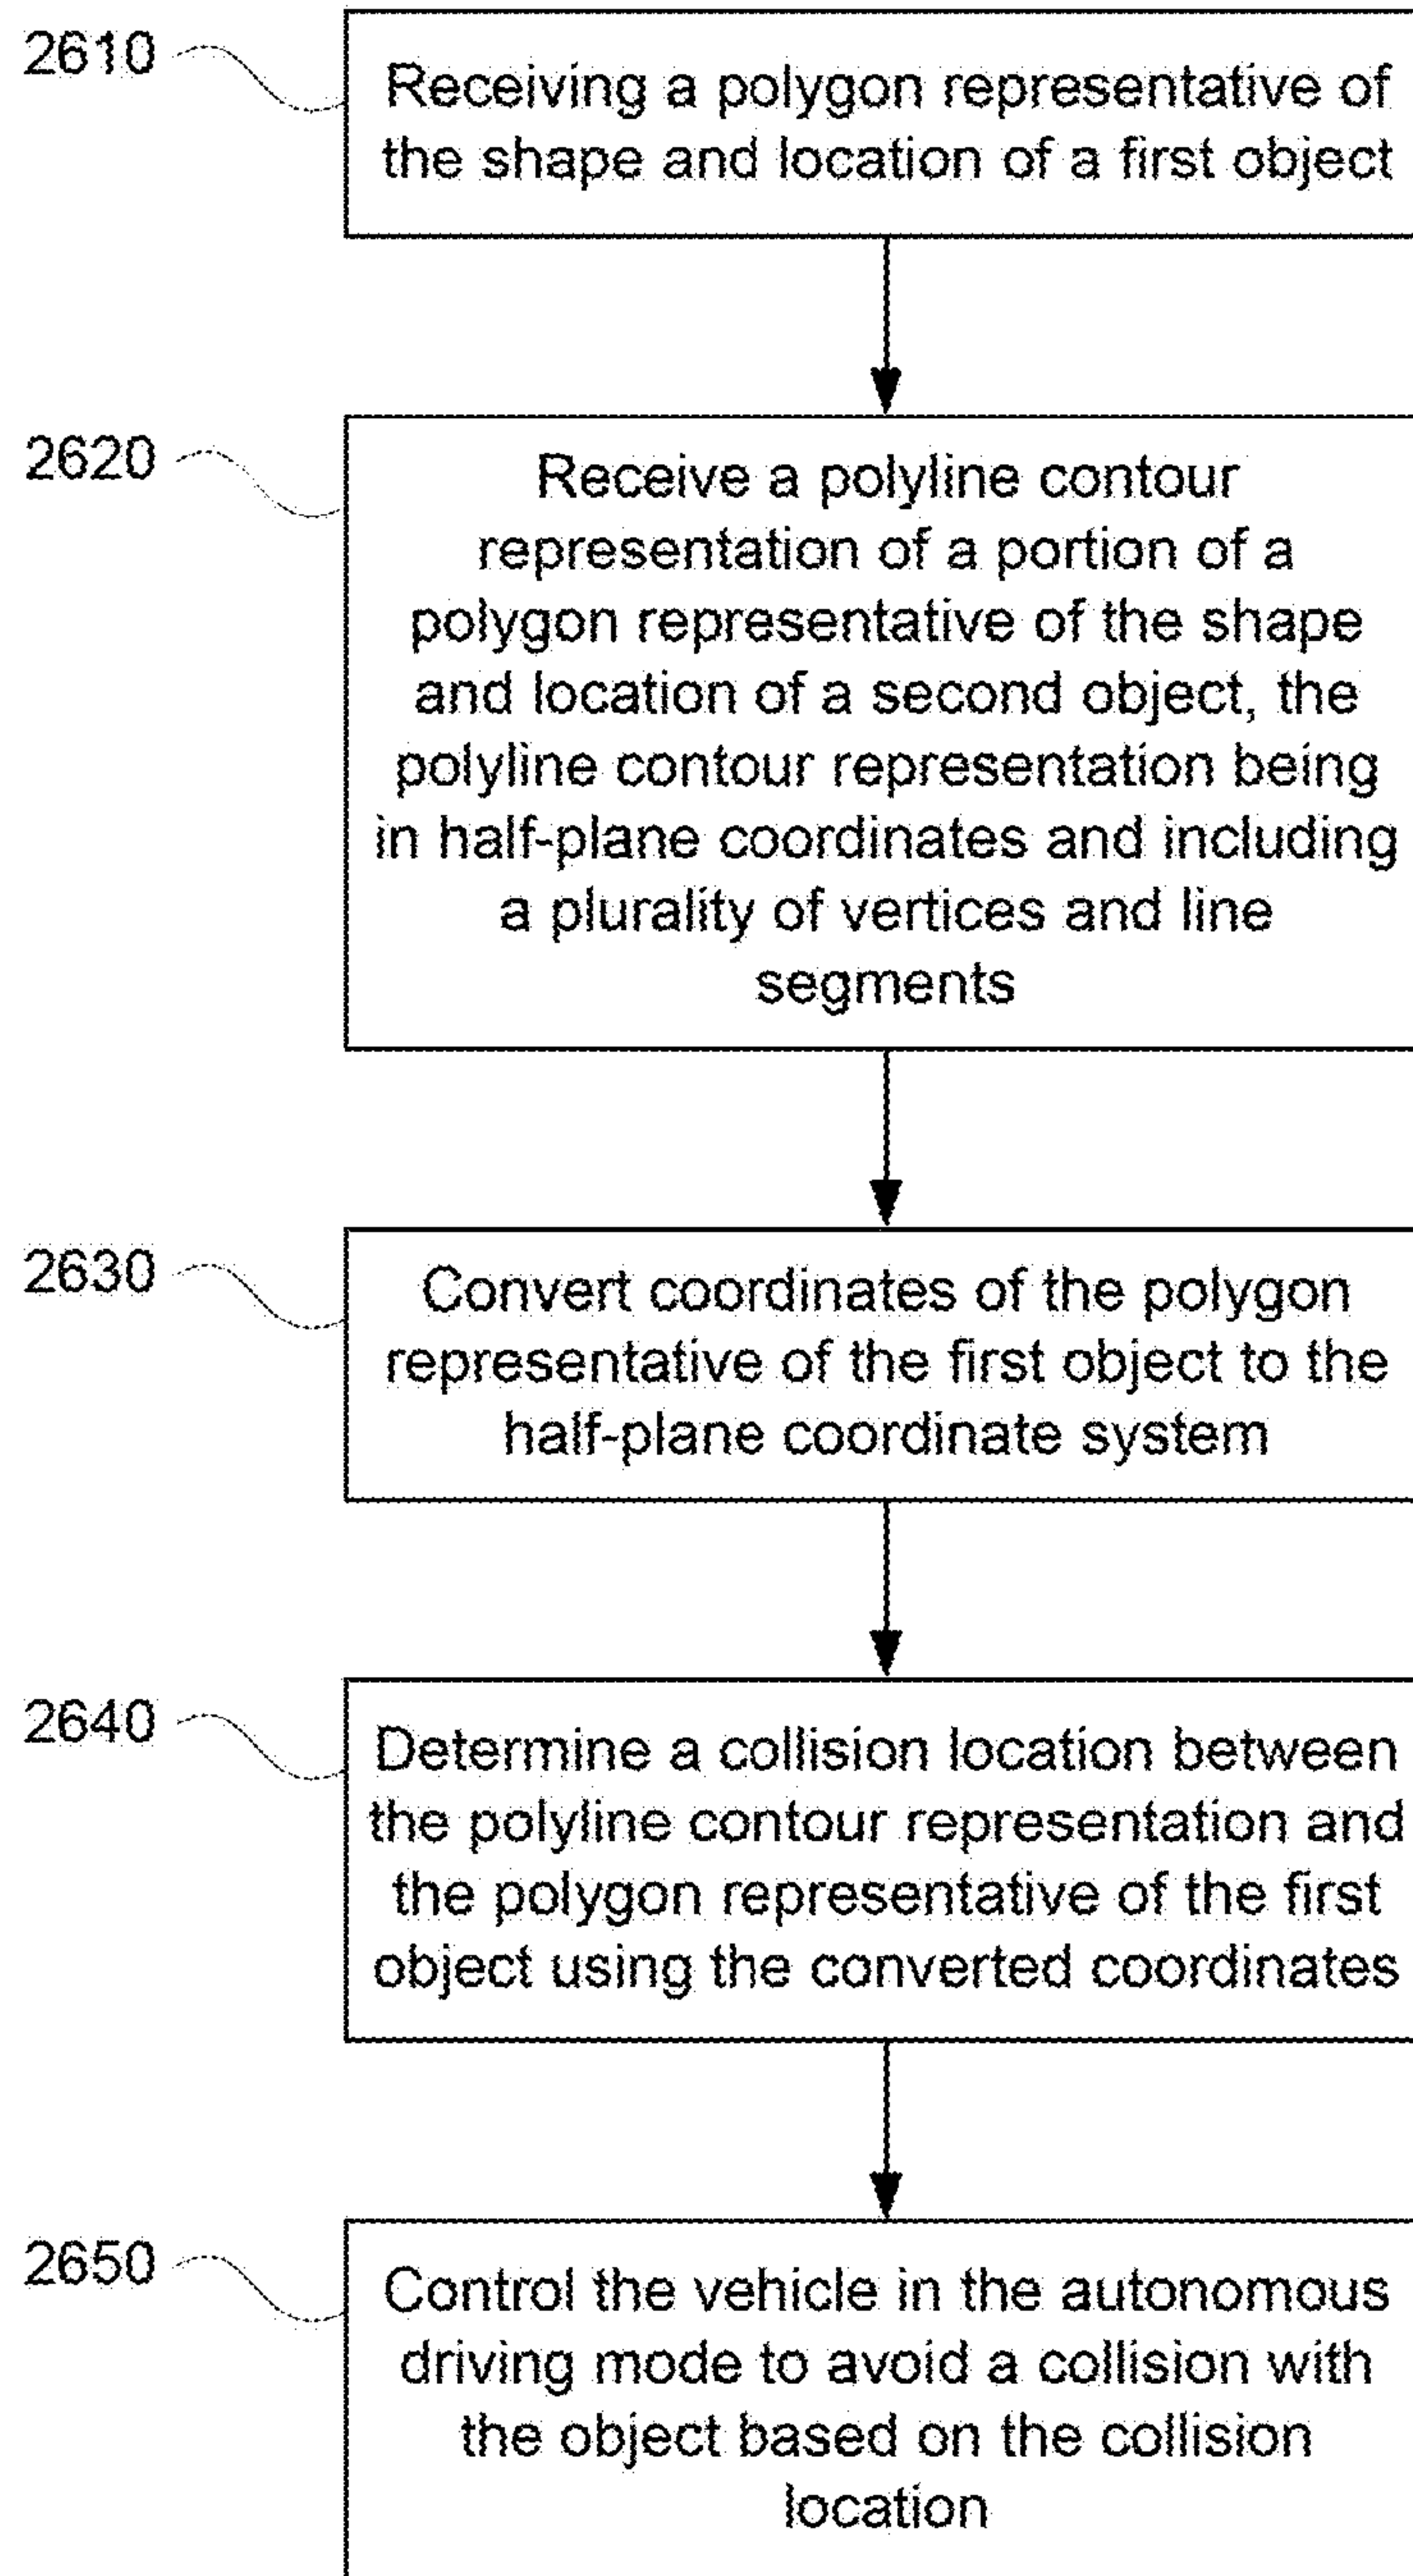 2610
Receiving a polygon representative of
the shape and location of a first object
2620
Receive a polyline contour
representation of a portion of a
polygon representative of the shape
and location of a second object, the
polyline contour representation being
in half-plane coordinates and including
a plurality of vertices and line
segments
2630
Convert coordinates of the polygon
representative of the first object to the
half-plane coordinate system
2640
Determine a collision location between
the polyline contour representation and
the polygon representative of the first
object using the converted coordinates
2650
Control the vehicle in the autonomous
driving mode to avoid a collision with
the object based on the collision
location